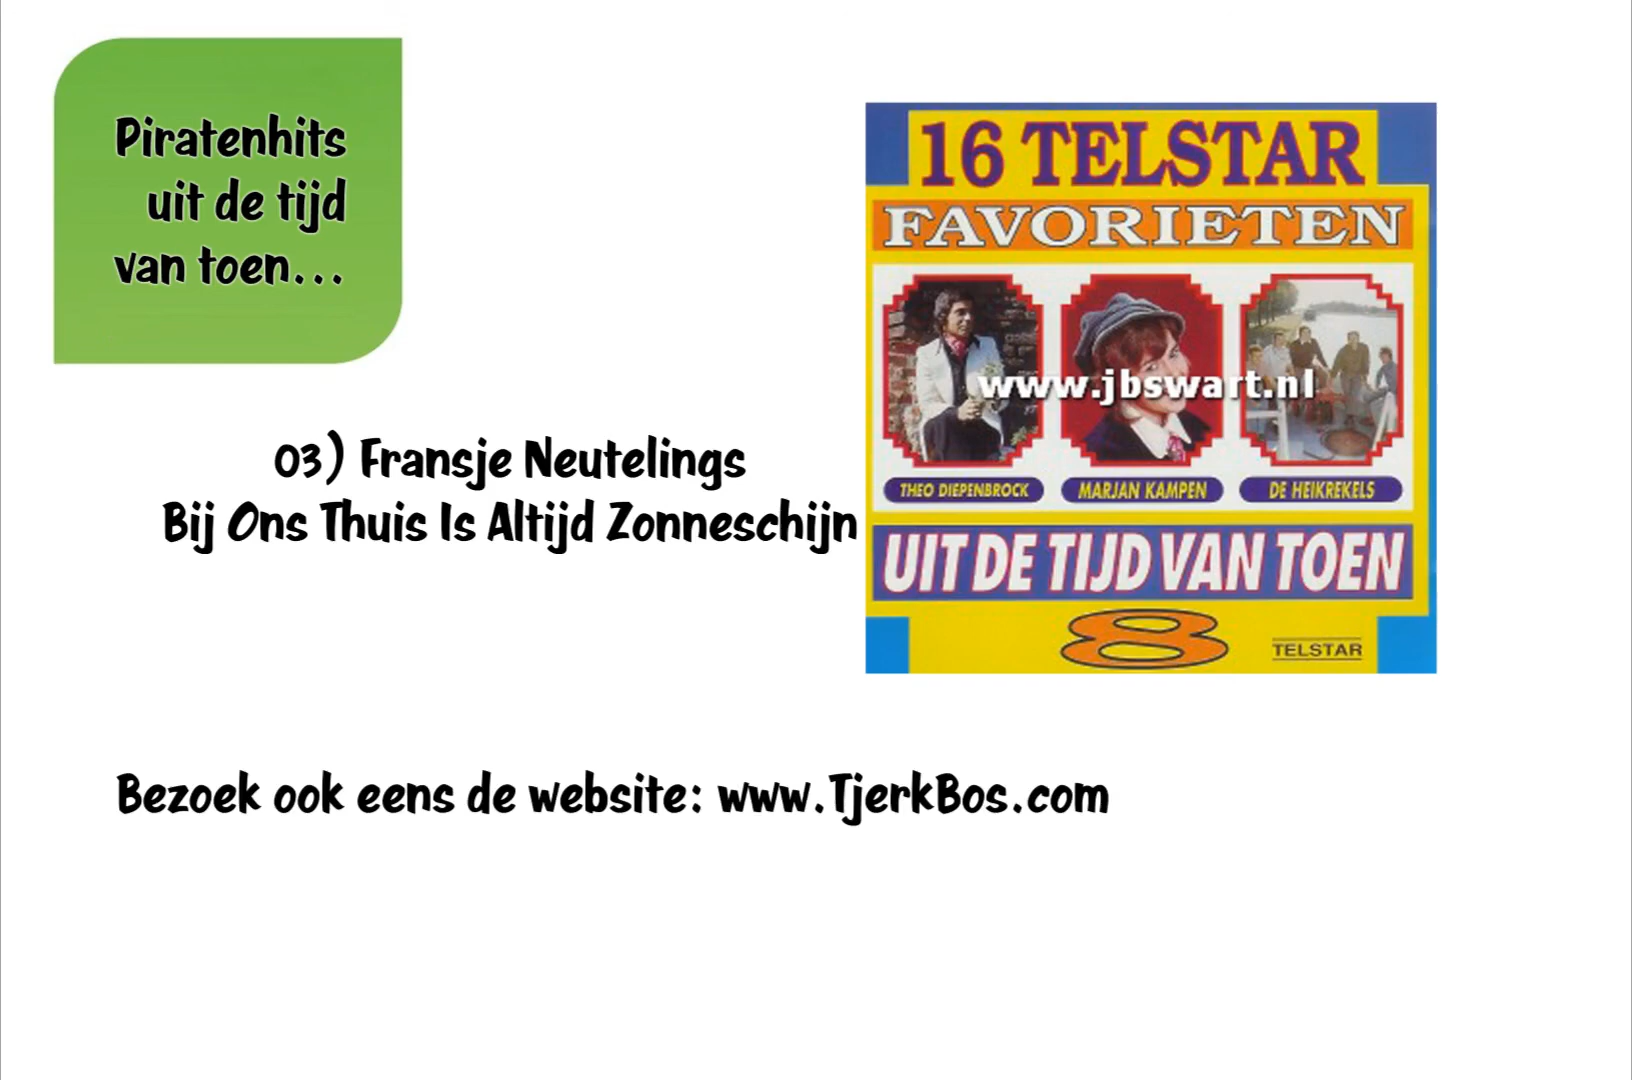 Piratenhits
uit de tijd
van toen...
03) Fransje Neutelings
Bij Ons Thuis Is Altijd Zonneschijn
16 TELSTAR
FAVORIETEN
www.jbswart.nl
THEO DIEPENBROCK
MARJAN KAMPEN
DE HEIKREKELS
UIT DE TIJD VAN TOEN
8
TELSTAR
Bezoek ook eens de website: www.TjerkBos.com